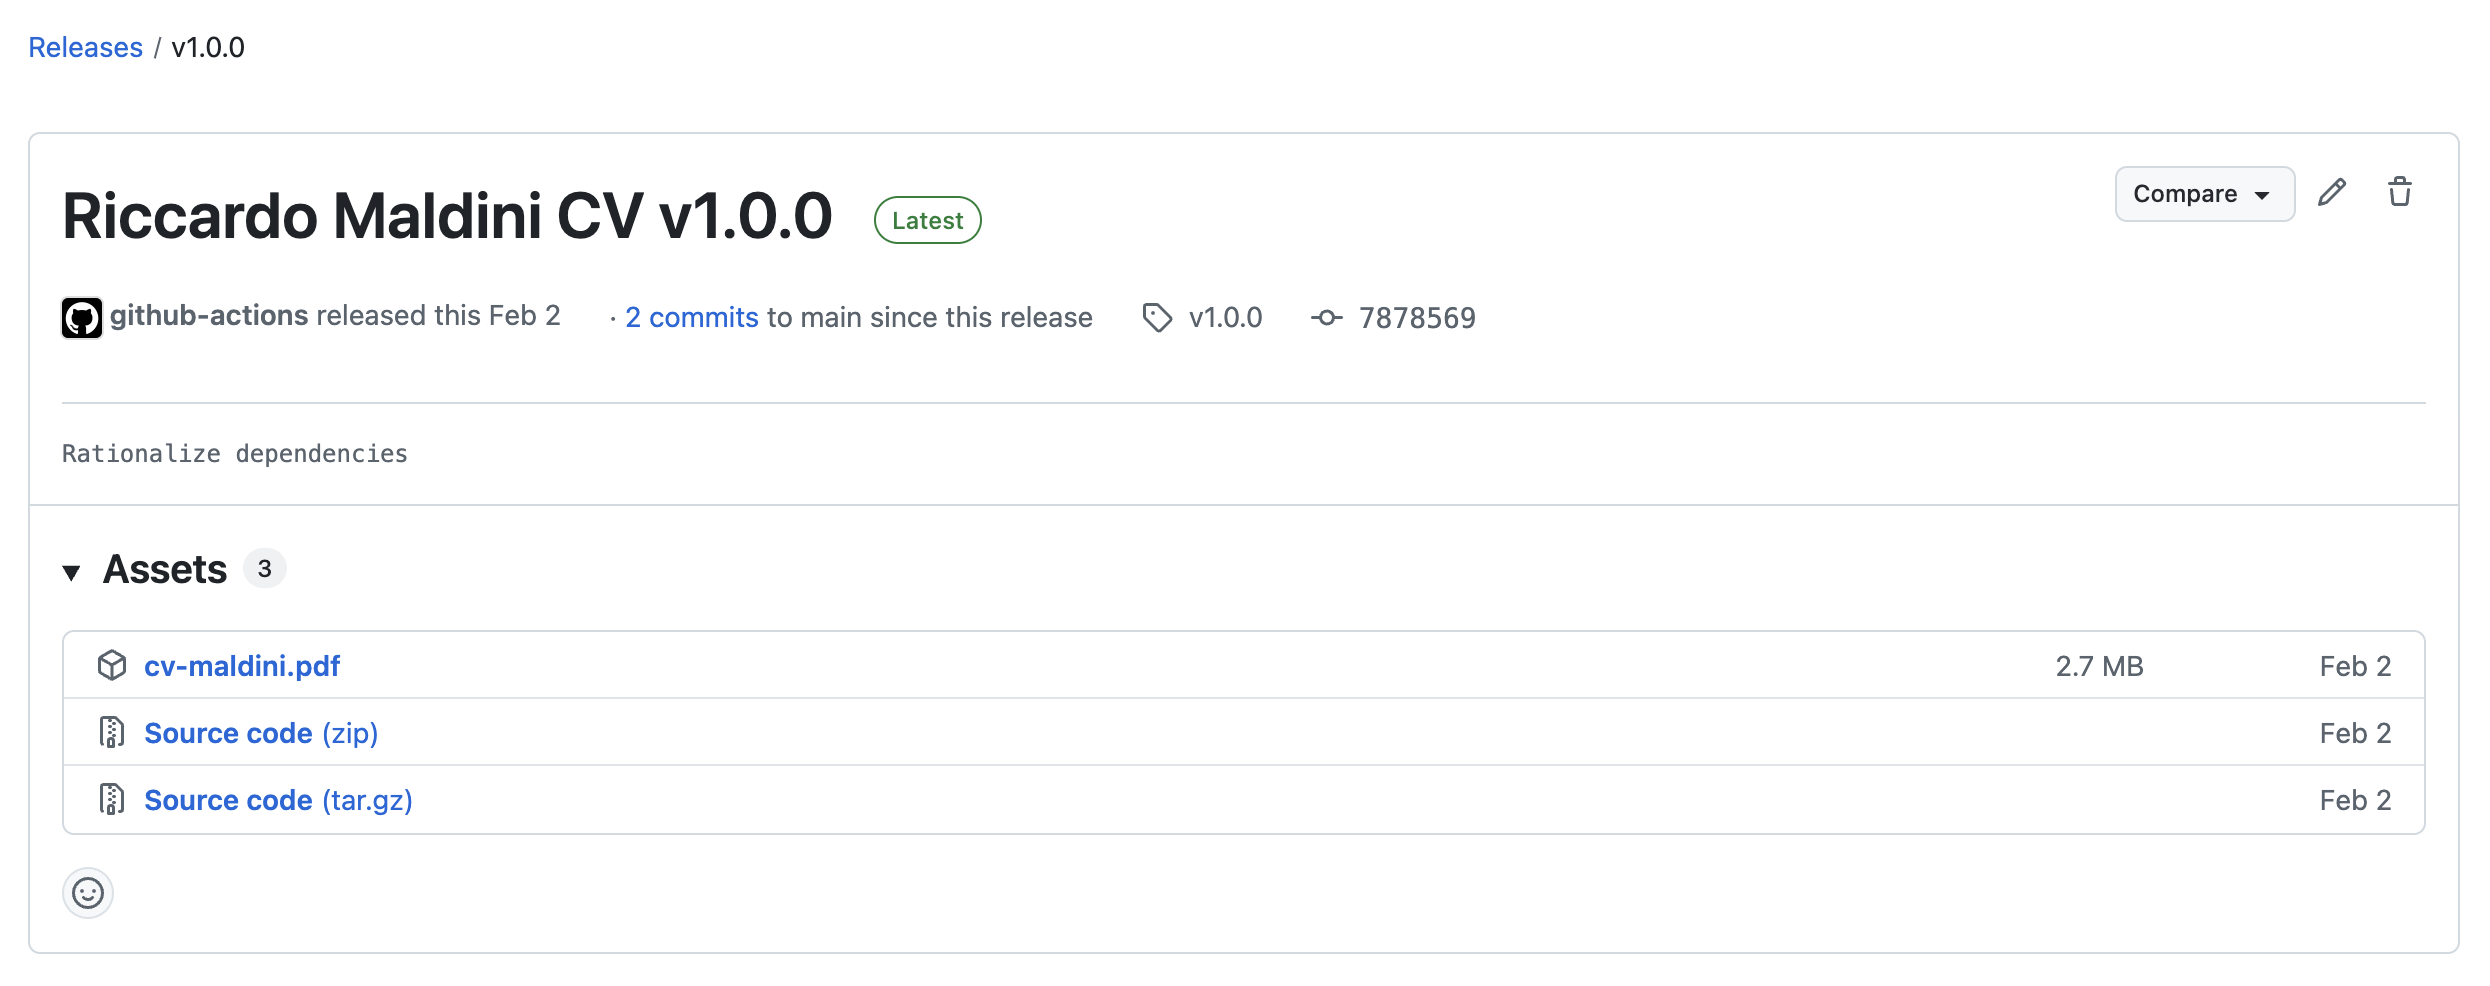 Releases / v1.0.0
Riccardo Maldini CV v1.0.0 Latest Compare
github-actions released this Feb 2 · 2 commits to main since this release v1.0.0 7878569
Rationalize dependencies
Assets 3
cv-maldini.pdf 2.7 MB Feb 2
Source code (zip) Feb 2
Source code (tar.gz) Feb 2